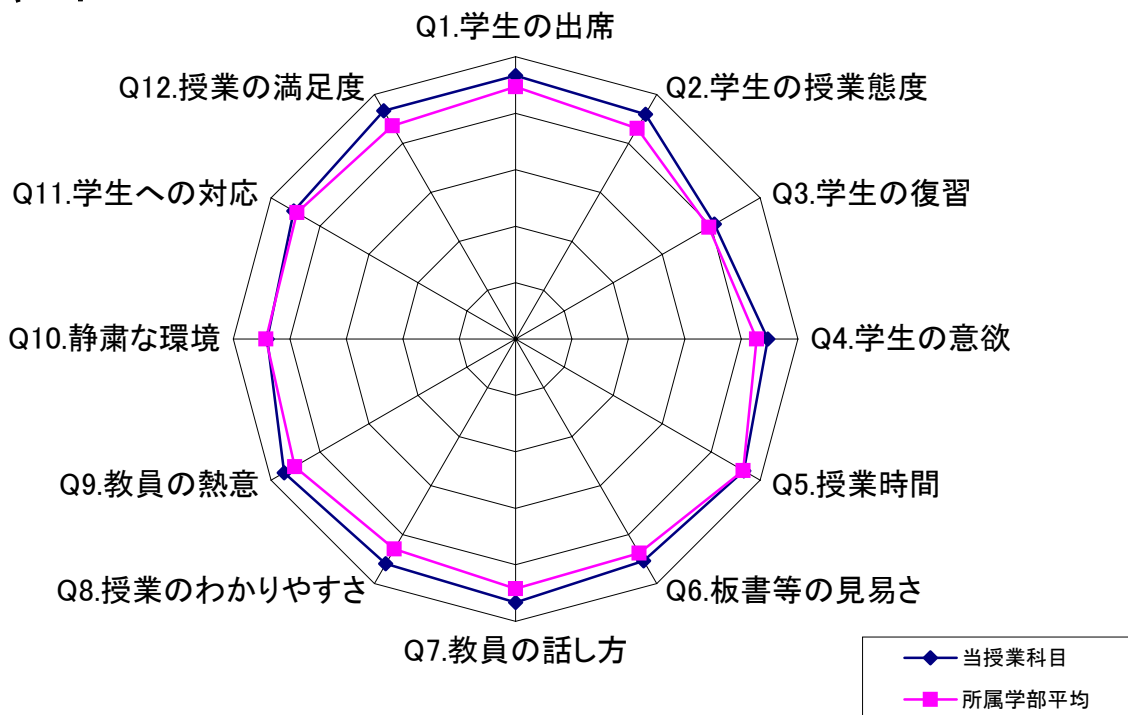 Q1.学生の出席
Q2.学生の授業態度
Q3.学生の復習
Q4.学生の意欲
Q5.授業時間
Q6.板書等の見易さ
Q7.教員の話し方
Q8.授業のわかりやすさ
Q9.教員の熱意
Q10.静粛な環境
Q11.学生への対応
Q12.授業の満足度
当授業科目
所属学部平均